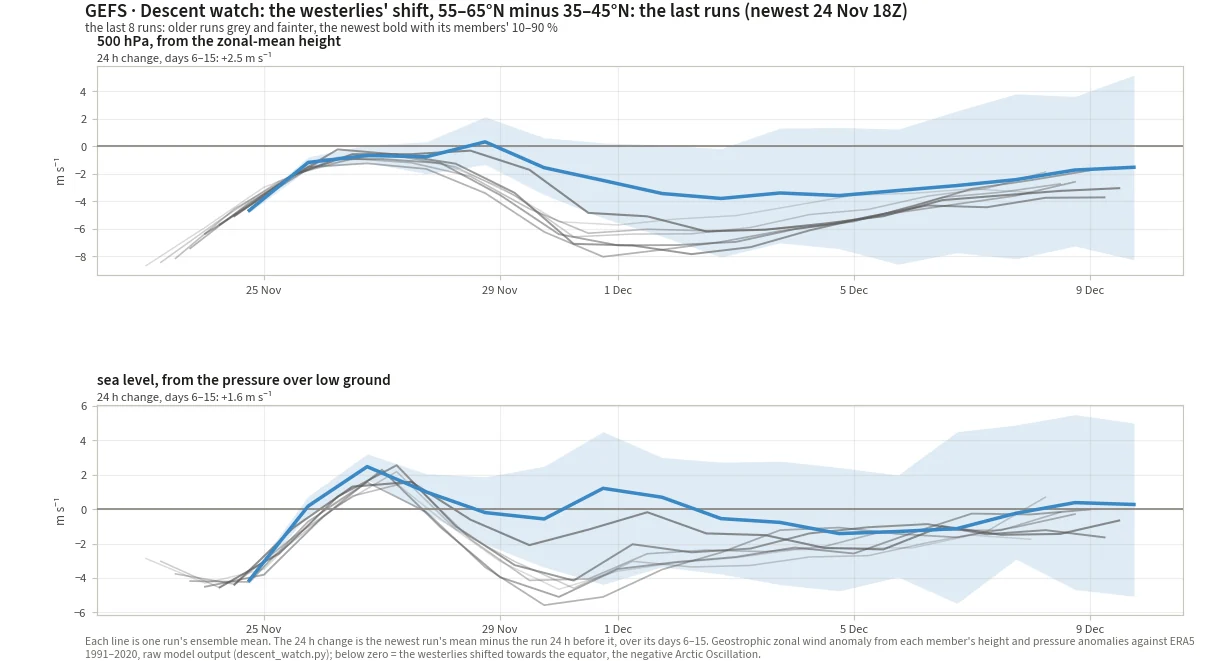 GEFS · Descent watch: the westerlies' shift, 55–65°N minus 35–45°N: the last runs (newest 24 Nov 18Z)
the last 8 runs: older runs grey and fainter, the newest bold with its members' 10–90 %
500 hPa, from the zonal-mean height
24 h change, days 6–15: +2.5 m s⁻¹
4
2
0
−2
−4
−6
−8
m s⁻¹
25 Nov
29 Nov
1 Dec
5 Dec
9 Dec
sea level, from the pressure over low ground
24 h change, days 6–15: +1.6 m s⁻¹
6
4
2
0
−2
−4
−6
m s⁻¹
25 Nov
29 Nov
1 Dec
5 Dec
9 Dec
Each line is one run's ensemble mean. The 24 h change is the newest run's mean minus the run 24 h before it, over its days 6–15. Geostrophic zonal wind anomaly from each member's height and pressure anomalies against ERA5
1991–2020, raw model output (descent_watch.py); below zero = the westerlies shifted towards the equator, the negative Arctic Oscillation.